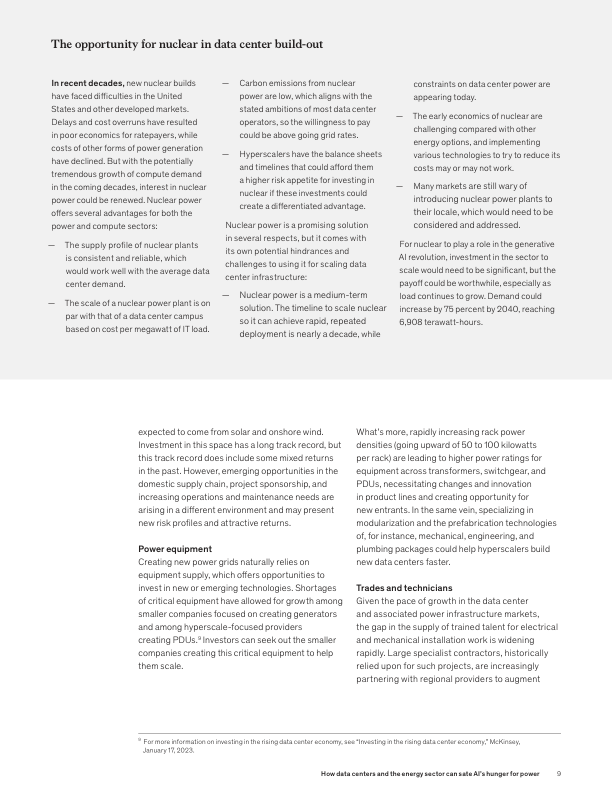 The opportunity for nuclear in data center build-out
In recent decades, new nuclear builds
have faced difficulties in the United
States and other developed markets.
Delays and cost overruns have resulted
in poor economics for ratepayers, while
costs of other forms of power generation
have declined. But with the potentially
tremendous growth of compute demand
in the coming decades, interest in nuclear
power could be renewed. Nuclear power
offers several advantages for both the
power and compute sectors:
— The supply profile of nuclear plants
is consistent and reliable, which
would work well with the average data
center demand.
— The scale of a nuclear power plant is on
par with that of a data center campus
based on cost per megawatt of IT load.
— Carbon emissions from nuclear
power are low, which aligns with the
stated ambitions of most data center
operators, so the willingness to pay
could be above going grid rates.
— Hyperscalers have the balance sheets
and timelines that could afford them
a higher risk appetite for investing in
nuclear if these investments could
create a differentiated advantage.
Nuclear power is a promising solution
in several respects, but it comes with
its own potential hindrances and
challenges to using it for scaling data
center infrastructure:
— Nuclear power is a medium-term
solution. The timeline to scale nuclear
so it can achieve rapid, repeated
deployment is nearly a decade, while
constraints on data center power are
appearing today.
— The early economics of nuclear are
challenging compared with other
energy options, and implementing
various technologies to try to reduce its
costs may or may not work.
— Many markets are still wary of
introducing nuclear power plants to
their locale, which would need to be
considered and addressed.
For nuclear to play a role in the generative
AI revolution, investment in the sector to
scale would need to be significant, but the
payoff could be worthwhile, especially as
load continues to grow. Demand could
increase by 75 percent by 2040, reaching
6,908 terawatt-hours.
expected to come from solar and onshore wind.
Investment in this space has a long track record, but
this track record does include some mixed returns
in the past. However, emerging opportunities in the
domestic supply chain, project sponsorship, and
increasing operations and maintenance needs are
arising in a different environment and may present
new risk profiles and attractive returns.
Power equipment
Creating new power grids naturally relies on
equipment supply, which offers opportunities to
invest in new or emerging technologies. Shortages
of critical equipment have allowed for growth among
smaller companies focused on creating generators
and among hyperscale-focused providers
creating PDUs.⁹ Investors can seek out the smaller
companies creating this critical equipment to help
them scale.
What's more, rapidly increasing rack power
densities (going upward of 50 to 100 kilowatts
per rack) are leading to higher power ratings for
equipment across transformers, switchgear, and
PDUs, necessitating changes and innovation
in product lines and creating opportunity for
new entrants. In the same vein, specializing in
modularization and the prefabrication technologies
of, for instance, mechanical, engineering, and
plumbing packages could help hyperscalers build
new data centers faster.
Trades and technicians
Given the pace of growth in the data center
and associated power infrastructure markets,
the gap in the supply of trained talent for electrical
and mechanical installation work is widening
rapidly. Large specialist contractors, historically
relied upon for such projects, are increasingly
partnering with regional providers to augment
⁹ For more information on investing in the rising data center economy, see "Investing in the rising data center economy," McKinsey,
January 17, 2023.
How data centers and the energy sector can sate AI's hunger for power 9